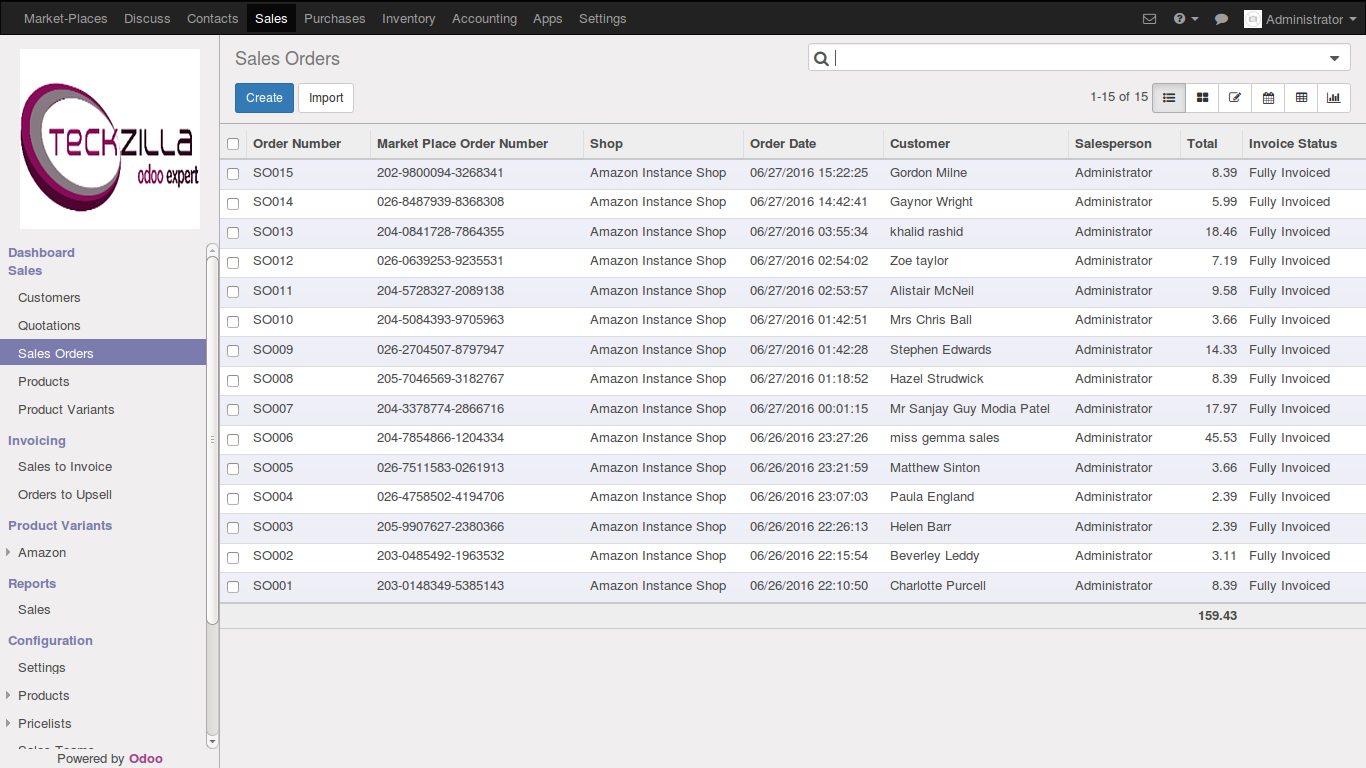 Market-Places Discuss Contacts Sales Purchases Inventory Accounting Apps Settings Administrator
TECKZILLA
odoo expert
Dashboard
Sales
Customers
Quotations
Sales Orders
Products
Product Variants
Invoicing
Sales to Invoice
Orders to Upsell
Product Variants
Amazon
Reports
Sales
Configuration
Settings
Products
Pricelists
Powered by Odoo
Sales Orders
Create Import 1-15 of 15
Order Number Market Place Order Number Shop Order Date Customer Salesperson Total Invoice Status
SO015 202-9800094-3268341 Amazon Instance Shop 06/27/2016 15:22:25 Gordon Milne Administrator 8.39 Fully Invoiced
SO014 026-8487939-8368308 Amazon Instance Shop 06/27/2016 14:42:41 Gaynor Wright Administrator 5.99 Fully Invoiced
SO013 204-0841728-7864355 Amazon Instance Shop 06/27/2016 03:55:34 khalid rashid Administrator 18.46 Fully Invoiced
SO012 026-0639253-9235531 Amazon Instance Shop 06/27/2016 02:54:02 Zoe taylor Administrator 7.19 Fully Invoiced
SO011 204-5728327-2089138 Amazon Instance Shop 06/27/2016 02:53:57 Alistair McNeil Administrator 9.58 Fully Invoiced
SO010 204-5084393-9705963 Amazon Instance Shop 06/27/2016 01:42:51 Mrs Chris Ball Administrator 3.66 Fully Invoiced
SO009 026-2704507-8797947 Amazon Instance Shop 06/27/2016 01:42:28 Stephen Edwards Administrator 14.33 Fully Invoiced
SO008 205-7046569-3182767 Amazon Instance Shop 06/27/2016 01:18:52 Hazel Strudwick Administrator 8.39 Fully Invoiced
SO007 204-3378774-2866716 Amazon Instance Shop 06/27/2016 00:01:15 Mr Sanjay Guy Modia Patel Administrator 17.97 Fully Invoiced
SO006 204-7854866-1204334 Amazon Instance Shop 06/26/2016 23:27:26 miss gemma sales Administrator 45.53 Fully Invoiced
SO005 026-7511583-0261913 Amazon Instance Shop 06/26/2016 23:21:59 Matthew Sinton Administrator 3.66 Fully Invoiced
SO004 026-4758502-4194706 Amazon Instance Shop 06/26/2016 23:07:03 Paula England Administrator 2.39 Fully Invoiced
SO003 205-9907627-2380366 Amazon Instance Shop 06/26/2016 22:26:13 Helen Barr Administrator 2.39 Fully Invoiced
SO002 203-0485492-1963532 Amazon Instance Shop 06/26/2016 22:15:54 Beverley Leddy Administrator 3.11 Fully Invoiced
SO001 203-0148349-5385143 Amazon Instance Shop 06/26/2016 22:10:50 Charlotte Purcell Administrator 8.39 Fully Invoiced
159.43